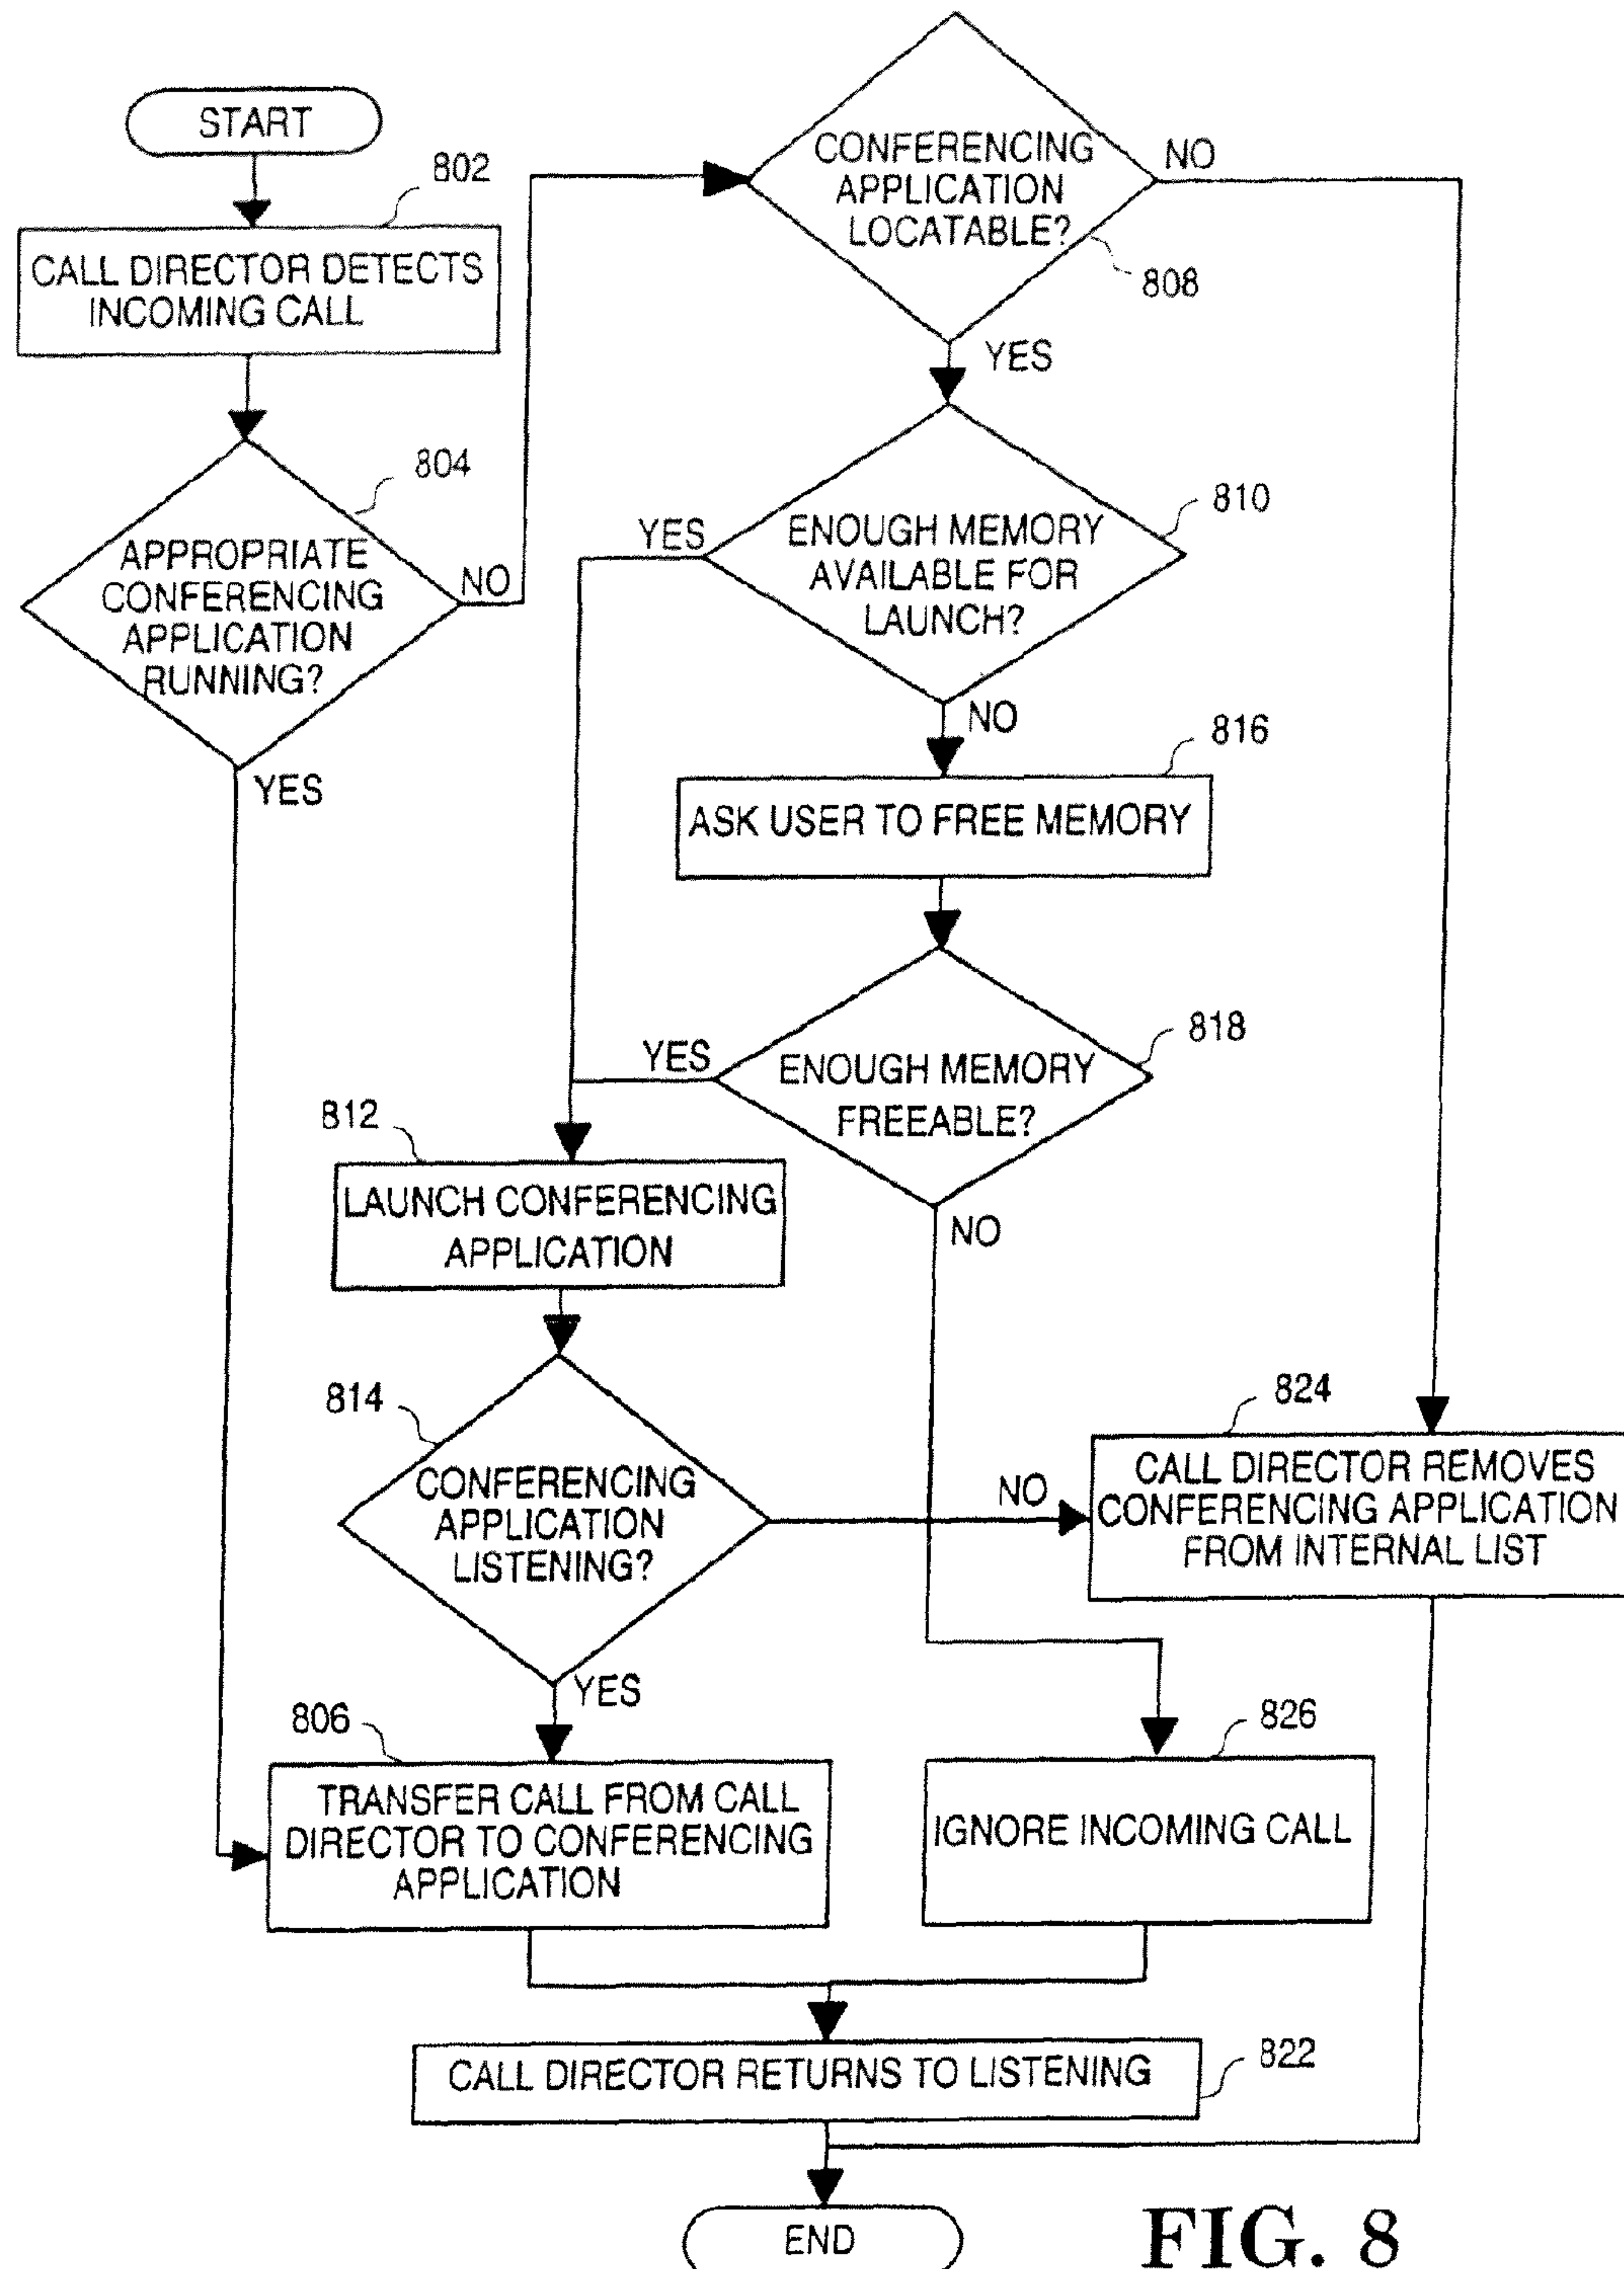 START
802
CALL DIRECTOR DETECTS
INCOMING CALL
804
APPROPRIATE
CONFERENCING
APPLICATION
RUNNING?
NO
YES
CONFERENCING
APPLICATION
LOCATABLE?
NO
808
YES
810
ENOUGH MEMORY
AVAILABLE FOR
LAUNCH?
YES
NO
816
ASK USER TO FREE MEMORY
818
ENOUGH MEMORY
FREEABLE?
YES
NO
812
LAUNCH CONFERENCING
APPLICATION
814
CONFERENCING
APPLICATION
LISTENING?
NO
YES
824
CALL DIRECTOR REMOVES
CONFERENCING APPLICATION
FROM INTERNAL LIST
806
TRANSFER CALL FROM CALL
DIRECTOR TO CONFERENCING
APPLICATION
826
IGNORE INCOMING CALL
CALL DIRECTOR RETURNS TO LISTENING
822
END
FIG. 8